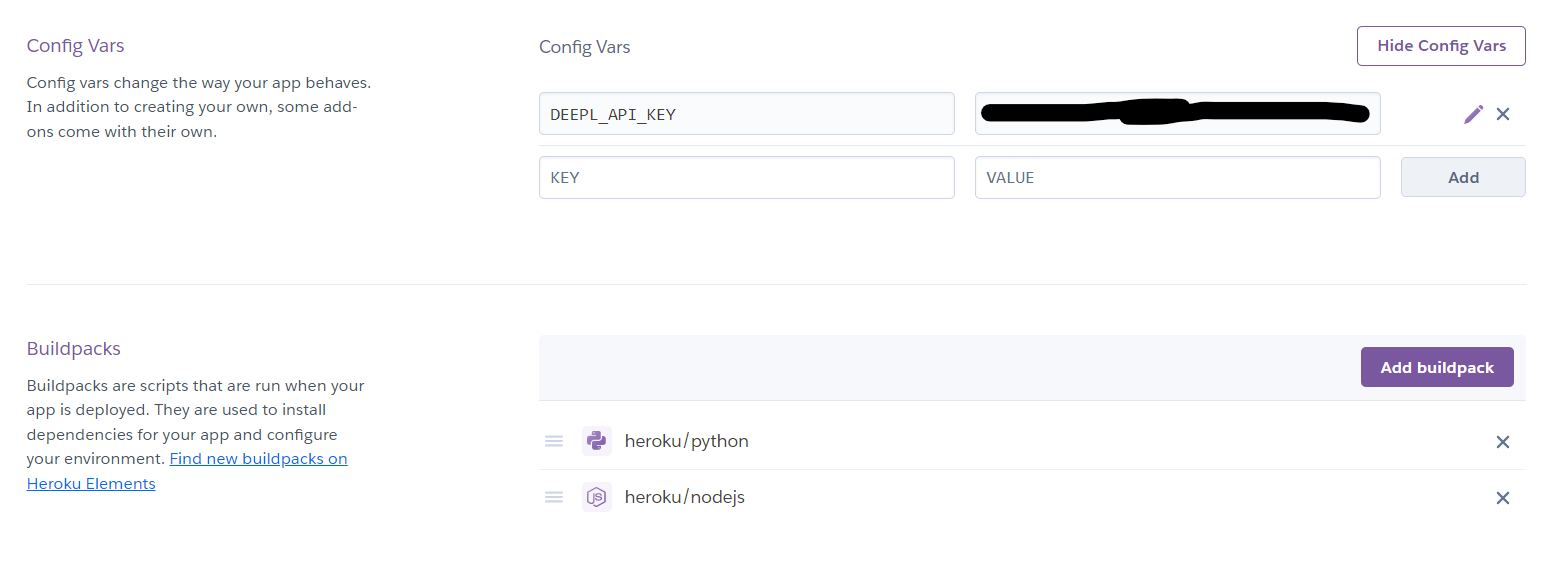 Config Vars
Config vars change the way your app behaves.
In addition to creating your own, some add-
ons come with their own.
Config Vars
Hide Config Vars
DEEPL_API_KEY
KEY
VALUE
Add
Buildpacks
Buildpacks are scripts that are run when your
app is deployed. They are used to install
dependencies for your app and configure
your environment. Find new buildpacks on
Heroku Elements
Add buildpack
heroku/python
JS
heroku/nodejs